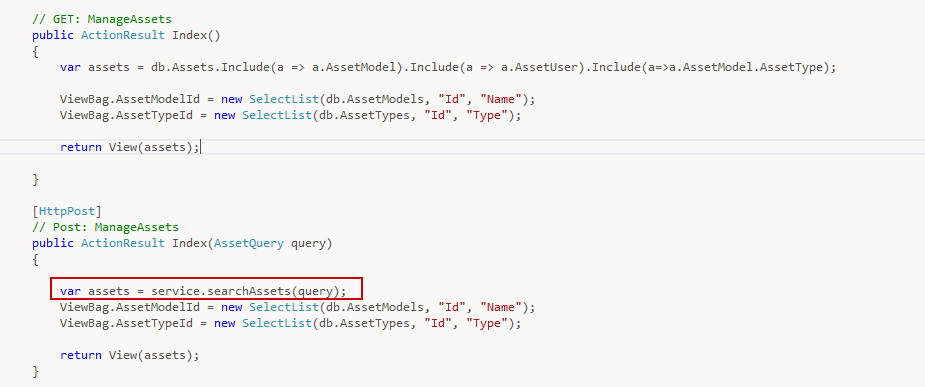 // GET: ManageAssets
public ActionResult Index()
{
var assets = db.Assets.Include(a => a.AssetModel).Include(a => a.AssetUser).Include(a=>a.AssetModel.AssetType);
ViewBag.AssetModelId = new SelectList(db.AssetModels, "Id", "Name");
ViewBag.AssetTypeId = new SelectList(db.AssetTypes, "Id", "Type");
return View(assets);
}
[HttpPost]
// Post: ManageAssets
public ActionResult Index(AssetQuery query)
{
var assets = service.searchAssets(query);
ViewBag.AssetModelId = new SelectList(db.AssetModels, "Id", "Name");
ViewBag.AssetTypeId = new SelectList(db.AssetTypes, "Id", "Type");
return View(assets);
}